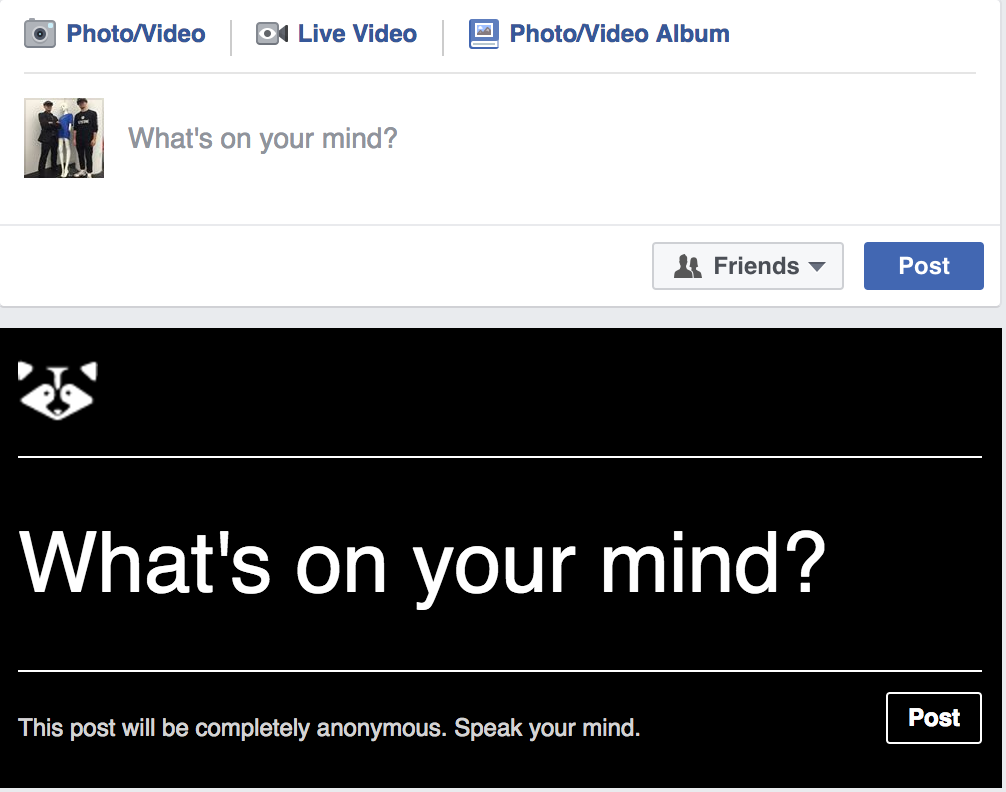 Photo/Video Live Video Photo/Video Album
What's on your mind?
Friends Post
What's on your mind?
This post will be completely anonymous. Speak your mind. Post